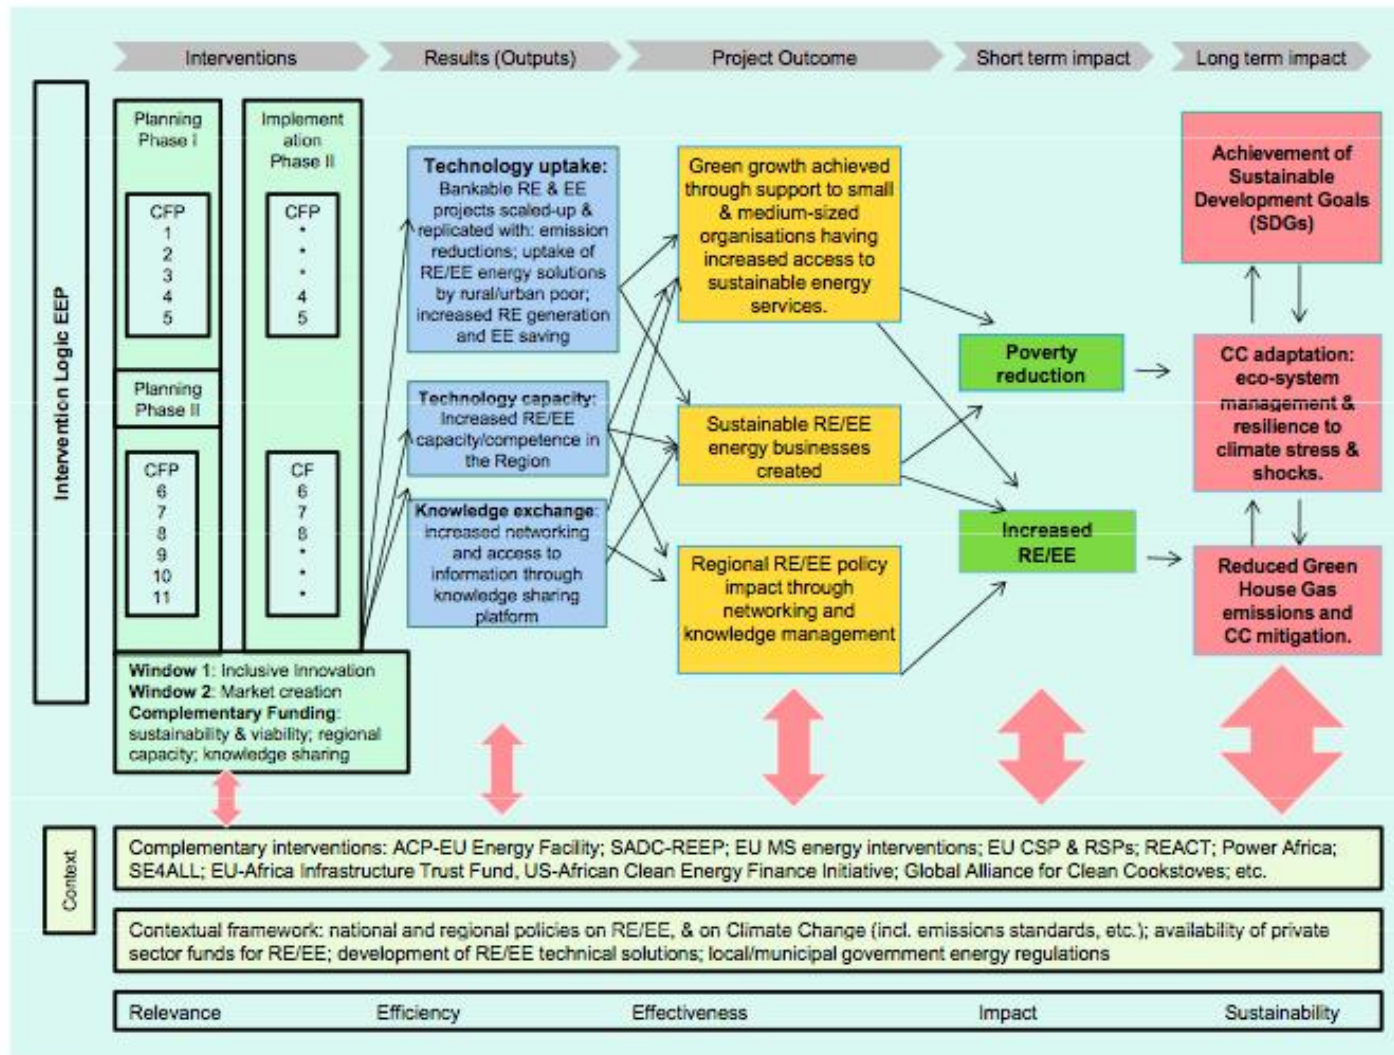 Interventions
Results (Outputs)
Project Outcome
Short term impact
Long term impact
Intervention Logic EEP
Planning
Phase I
CFP
1
2
3
4
5
Planning
Phase II
CFP
6
7
8
9
10
11
Implement
ation
Phase II
CFP
*
*
*
4
5
CF
6
7
8
*
*
*
Window 1: Inclusive Innovation
Window 2: Market creation
Complementary Funding:
sustainability & viability; regional
capacity; knowledge sharing
Technology uptake:
Bankable RE & EE
projects scaled-up &
replicated with: emission
reductions; uptake of
RE/EE energy solutions
by rural/urban poor;
increased RE generation
and EE saving
Technology capacity:
Increased RE/EE
capacity/competence in
the Region
Knowledge exchange:
increased networking
and access to
information through
knowledge sharing
platform
Green growth achieved
through support to small
& medium-sized
organisations having
increased access to
sustainable energy
services.
Sustainable RE/EE
energy businesses
created
Regional RE/EE policy
impact through
networking and
knowledge management
Poverty
reduction
Increased
RE/EE
Achievement of
Sustainable
Development Goals
(SDGs)
CC adaptation:
eco-system
management &
resilience to
climate stress &
shocks.
Reduced Green
House Gas
emissions and
CC mitigation.
Context
Complementary interventions: ACP-EU Energy Facility; SADC-REEP; EU MS energy interventions; EU CSP & RSPs; REACT; Power Africa;
SE4ALL; EU-Africa Infrastructure Trust Fund, US-African Clean Energy Finance Initiative; Global Alliance for Clean Cookstoves; etc.
Contextual framework: national and regional policies on RE/EE, & on Climate Change (incl. emissions standards, etc.); availability of private
sector funds for RE/EE; development of RE/EE technical solutions; local/municipal government energy regulations
Relevance
Efficiency
Effectiveness
Impact
Sustainability